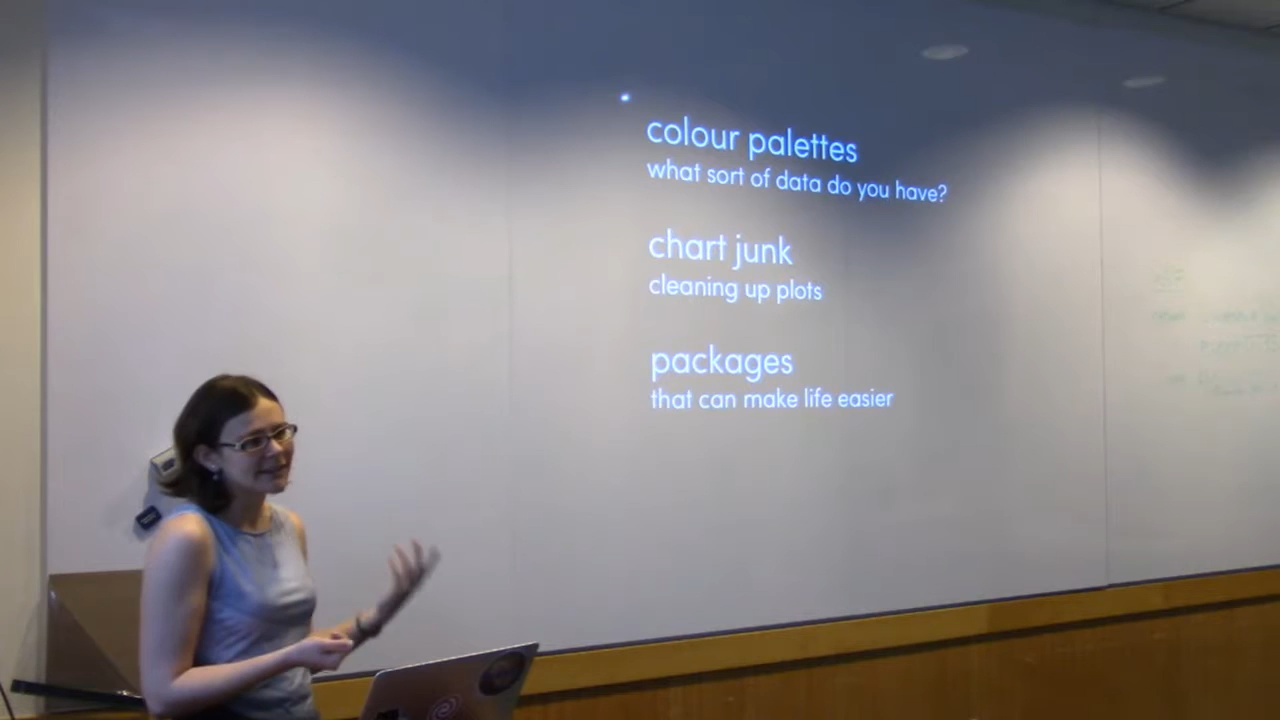 colour palettes
what sort of data do you have?
chart junk
cleaning up plots
packages
that can make life easier